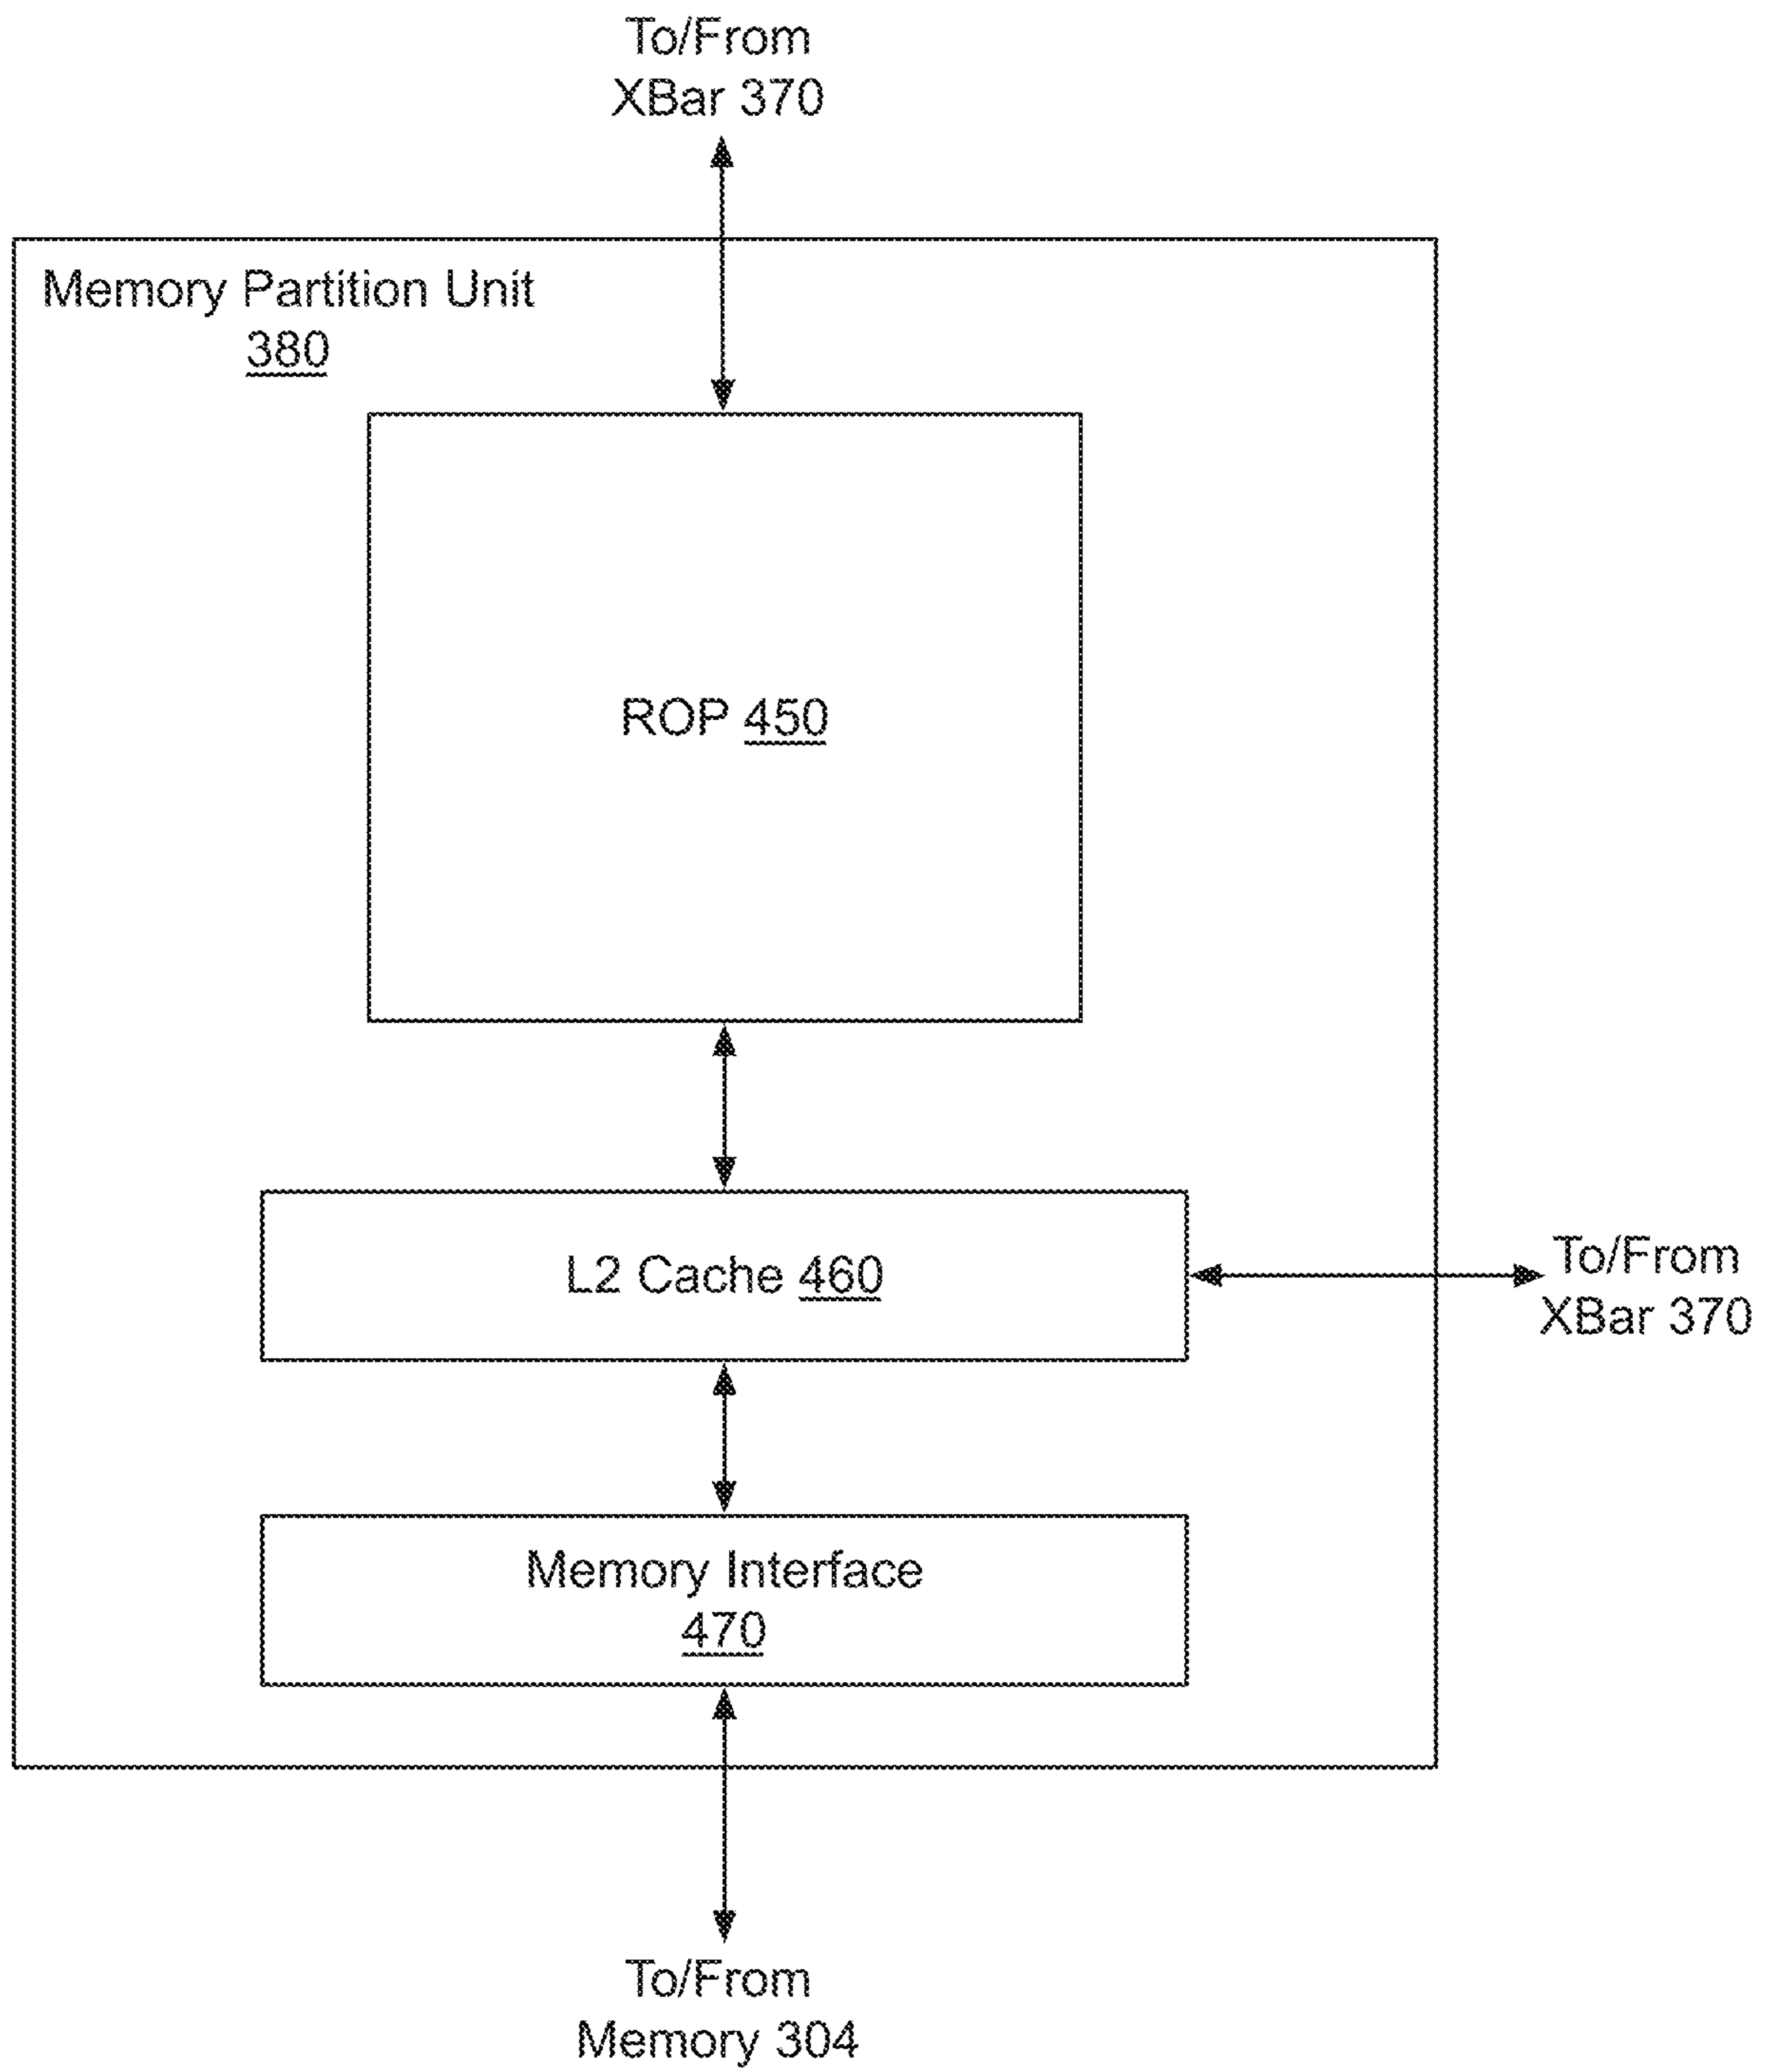 To/From
XBar 370
Memory Partition Unit
380
ROP 450
L2 Cache 460
To/From
XBar 370
Memory Interface
470
To/From
Memory 304